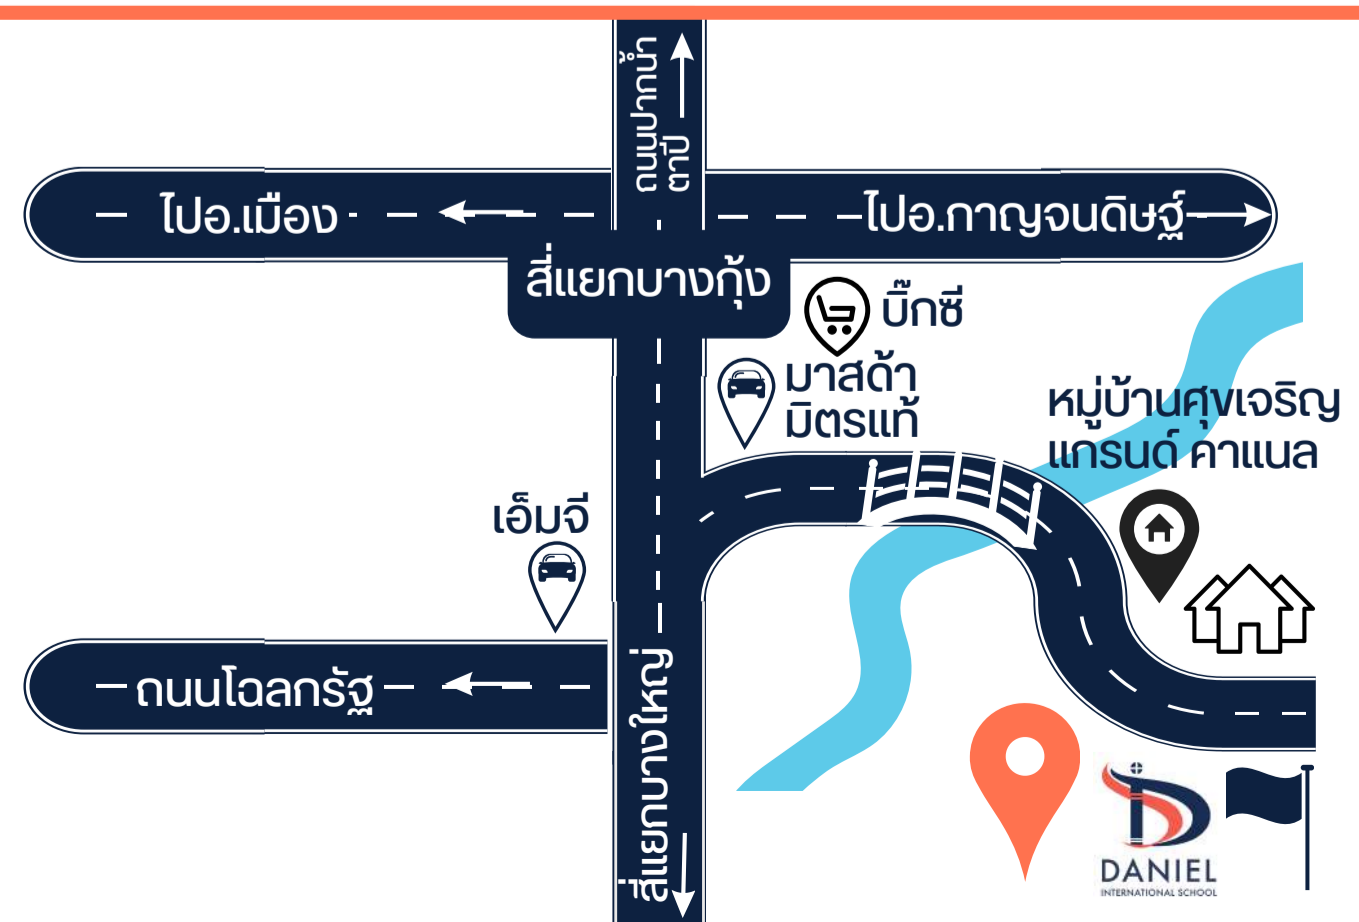 ถนนปากน้ำ
ตาปี
ไปอ.เมือง
ไปอ.กาญจนดิษฐ์
สี่แยกบางกุ้ง
บิ๊กซี
มาสด้า
มิตรแท้
หมู่บ้านศุขเจริญ
แกรนด์ คาแนล
เอ็มจี
ถนนโฉลกรัฐ
สี่แยกบางใหญ่
DANIEL
INTERNATIONAL SCHOOL